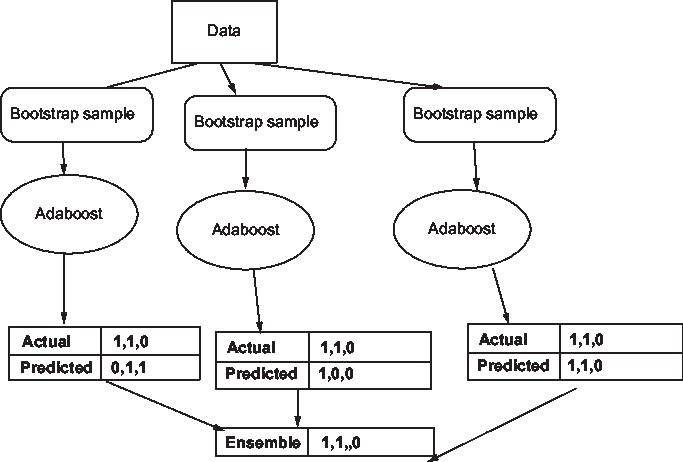 Data
Bootstrap sample
Bootstrap sample
Bootstrap sample
Adaboost
Adaboost
Adaboost
Actual 1,1,0
Predicted 0,1,1
Actual 1,1,0
Predicted 1,0,0
Actual 1,1,0
Predicted 1,1,0
Ensemble 1,1,,0